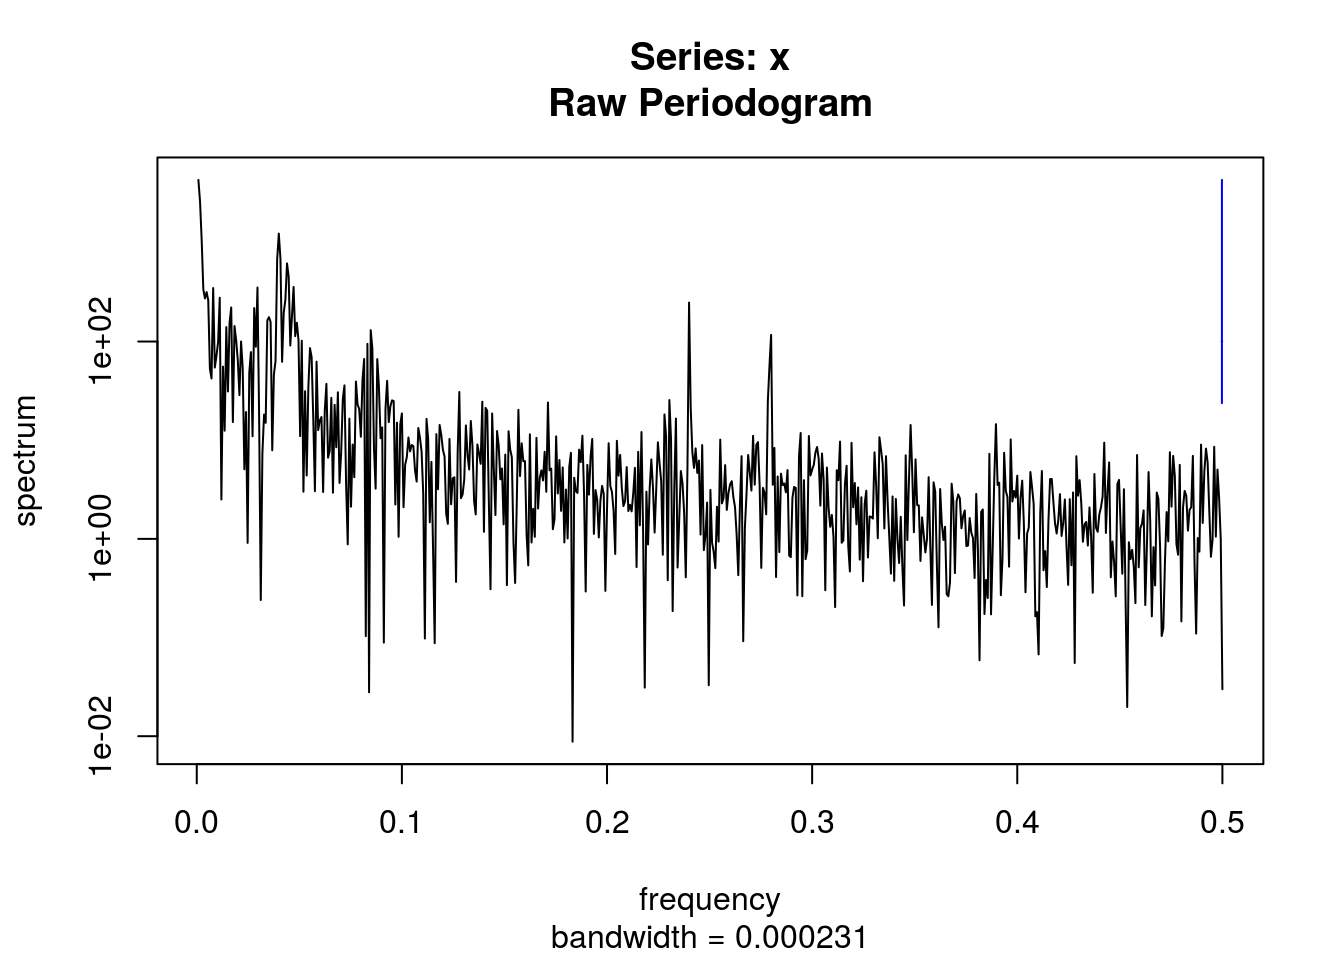 Series: x
Raw Periodogram
spectrum
1e+02
1e+00
1e-02
0.0 0.1 0.2 0.3 0.4 0.5
frequency
bandwidth = 0.000231